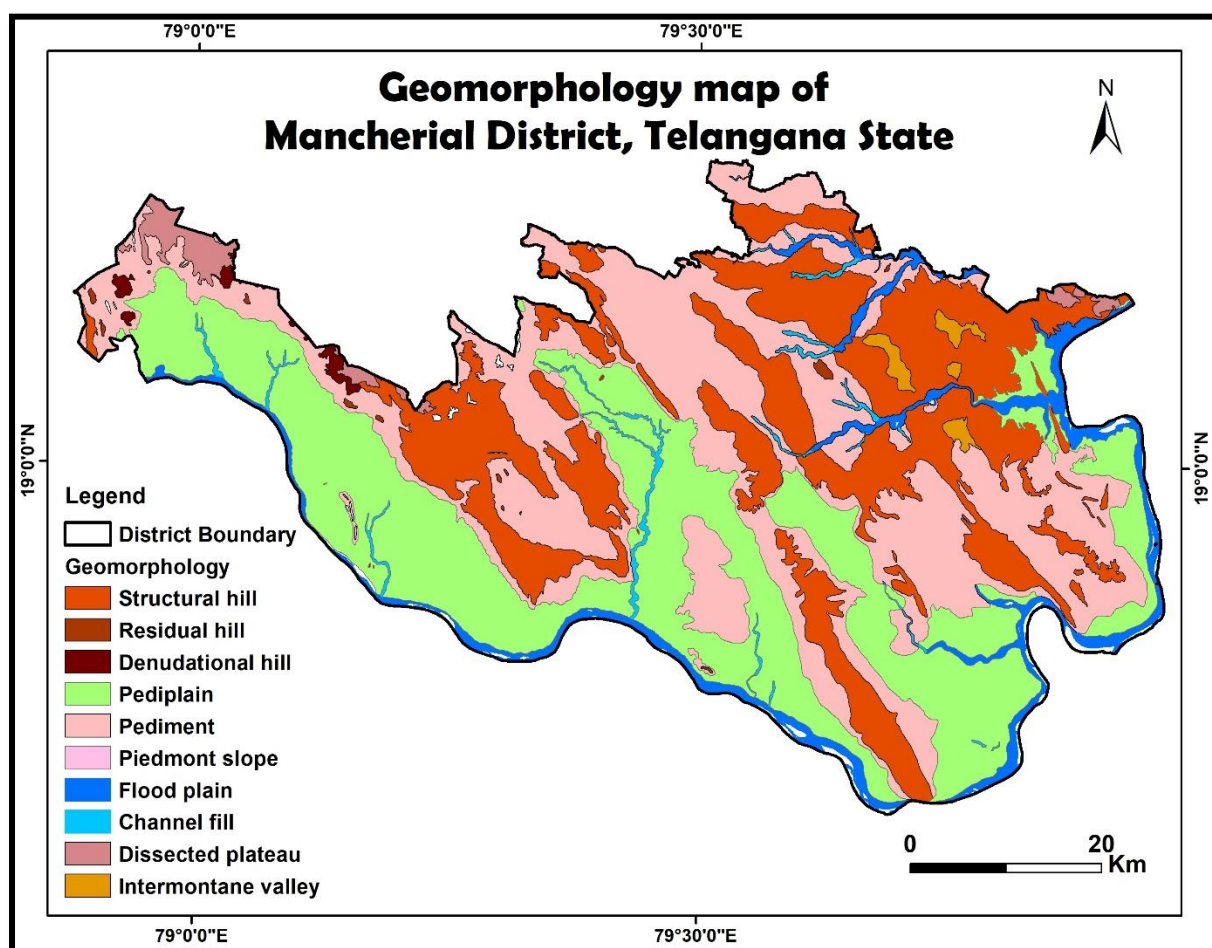 79°0'0"E
79°30'0"E
Geomorphology map of
Mancherial District, Telangana State
N
19°0'0"N
19°0'0"N
Legend
District Boundary
Geomorphology
Structural hill
Residual hill
Denudational hill
Pediplain
Pediment
Piedmont slope
Flood plain
Channel fill
Dissected plateau
Intermontane valley
0
20
Km
79°0'0"E
79°30'0"E